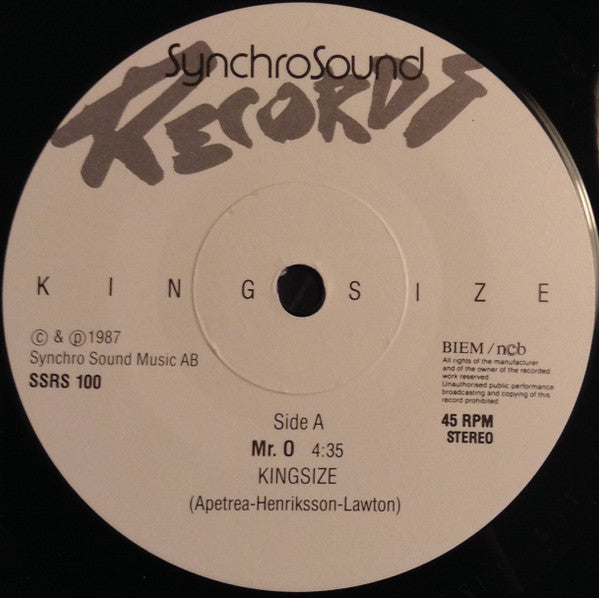 SynchroSound
RECORDS
KINGSIZE
© & ℗ 1987
Synchro Sound Music AB
SSRS 100
BIEM/ncb
All rights of the manufacturer
and of the owner of the recorded
work reserved.
Unauthorised public performance
broadcasting and copying of this
record prohibited
45 RPM
STEREO
Side A
Mr. O 4:35
KINGSIZE
(Apetrea-Henriksson-Lawton)